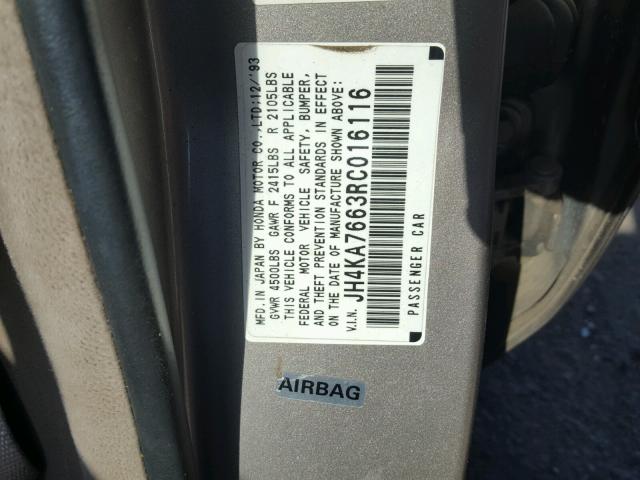 MFD. IN JAPAN BY HONDA MOTOR CO.,LTD:12/'93
GVWR 4500LBS GAWR F 2415LBS R 2105LBS
THIS VEHICLE CONFORMS TO ALL APPLICABLE
FEDERAL MOTOR VEHICLE SAFETY, BUMPER,
AND THEFT PREVENTION STANDARDS IN EFFECT
ON THE DATE OF MANUFACTURE SHOWN ABOVE:
V.I.N. JH4KA7663RC016116
PASSENGER CAR
AIRBAG